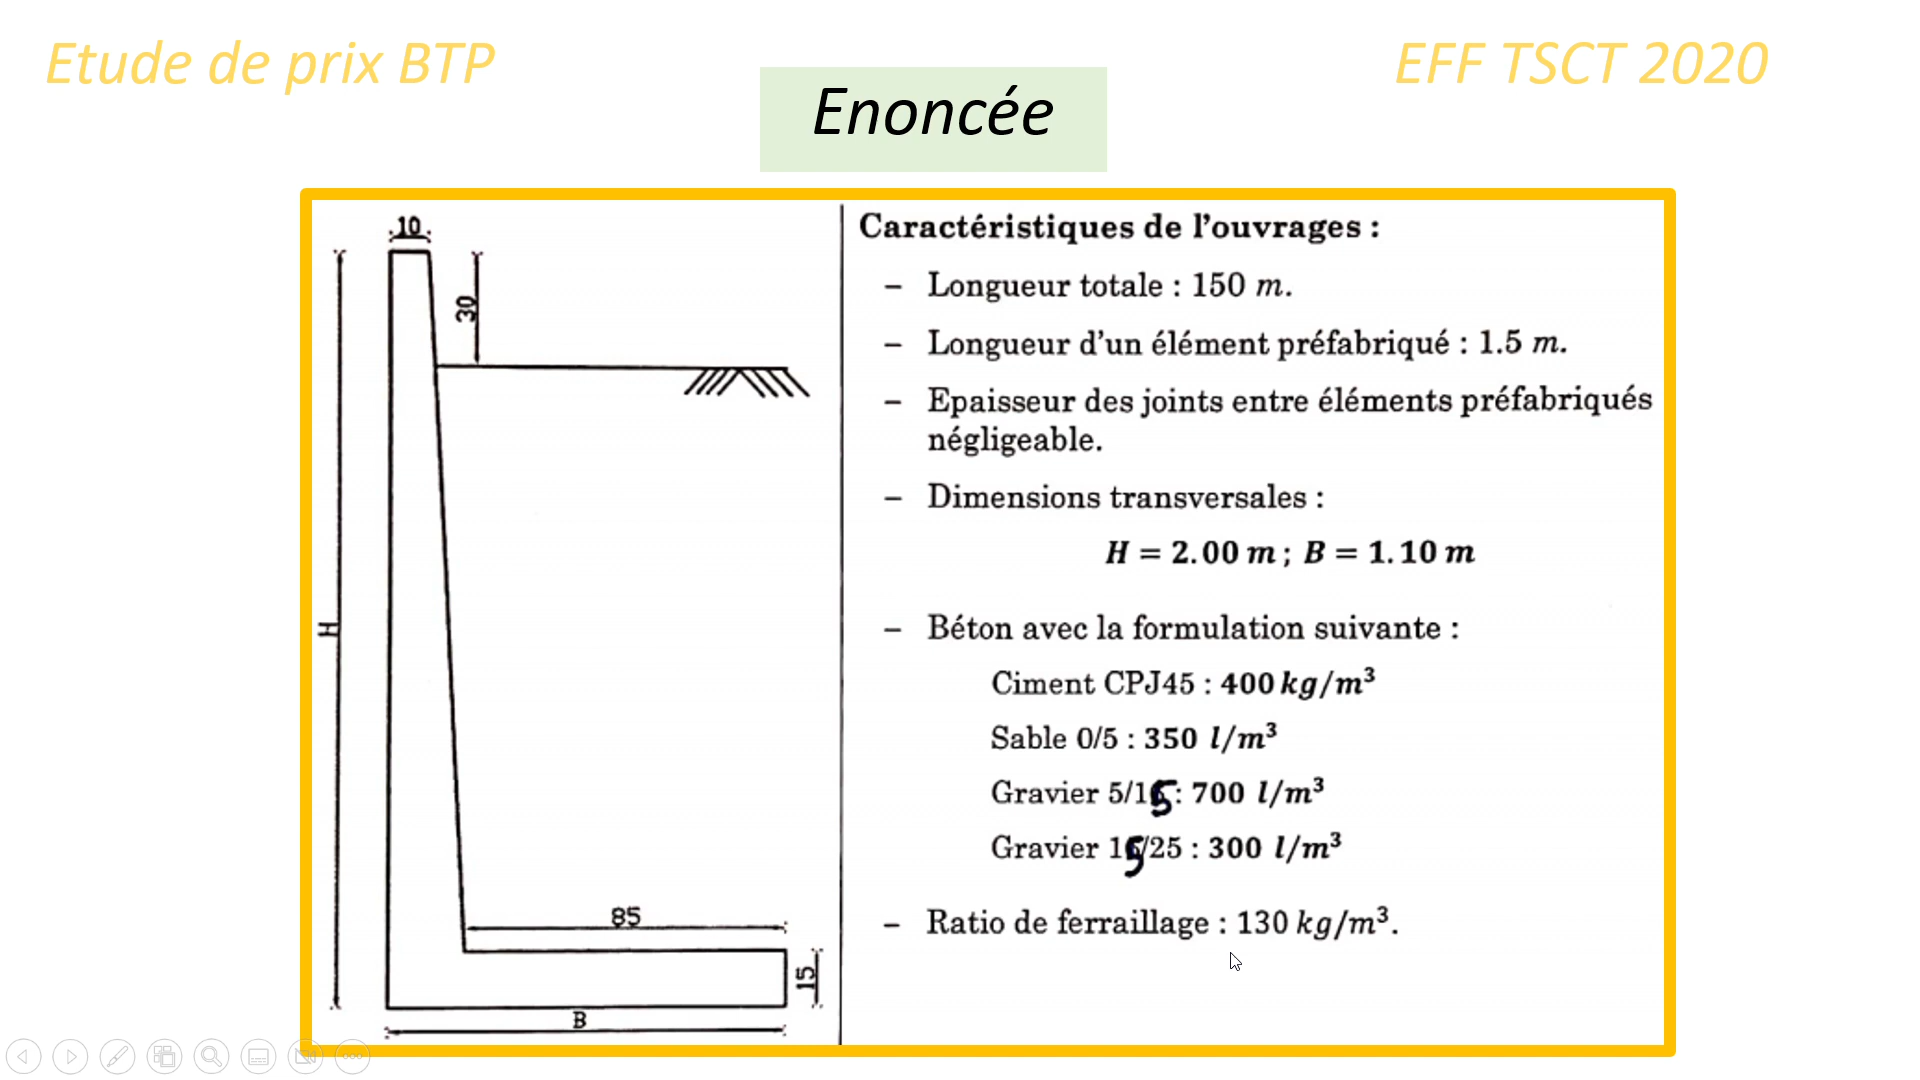 Etude de prix BTP
EFF TSCT 2020
Enoncée
10
30
H
85
15
B
Caractéristiques de l'ouvrages :
– Longueur totale : 150 m.
– Longueur d'un élément préfabriqué : 1.5 m.
– Epaisseur des joints entre éléments préfabriqués
négligeable.
– Dimensions transversales :
H = 2.00 m ; B = 1.10 m
– Béton avec la formulation suivante :
Ciment CPJ45 : 400 kg/m³
Sable 0/5 : 350 l/m³
Gravier 5/15 : 700 l/m³
Gravier 15/25 : 300 l/m³
– Ratio de ferraillage : 130 kg/m³.